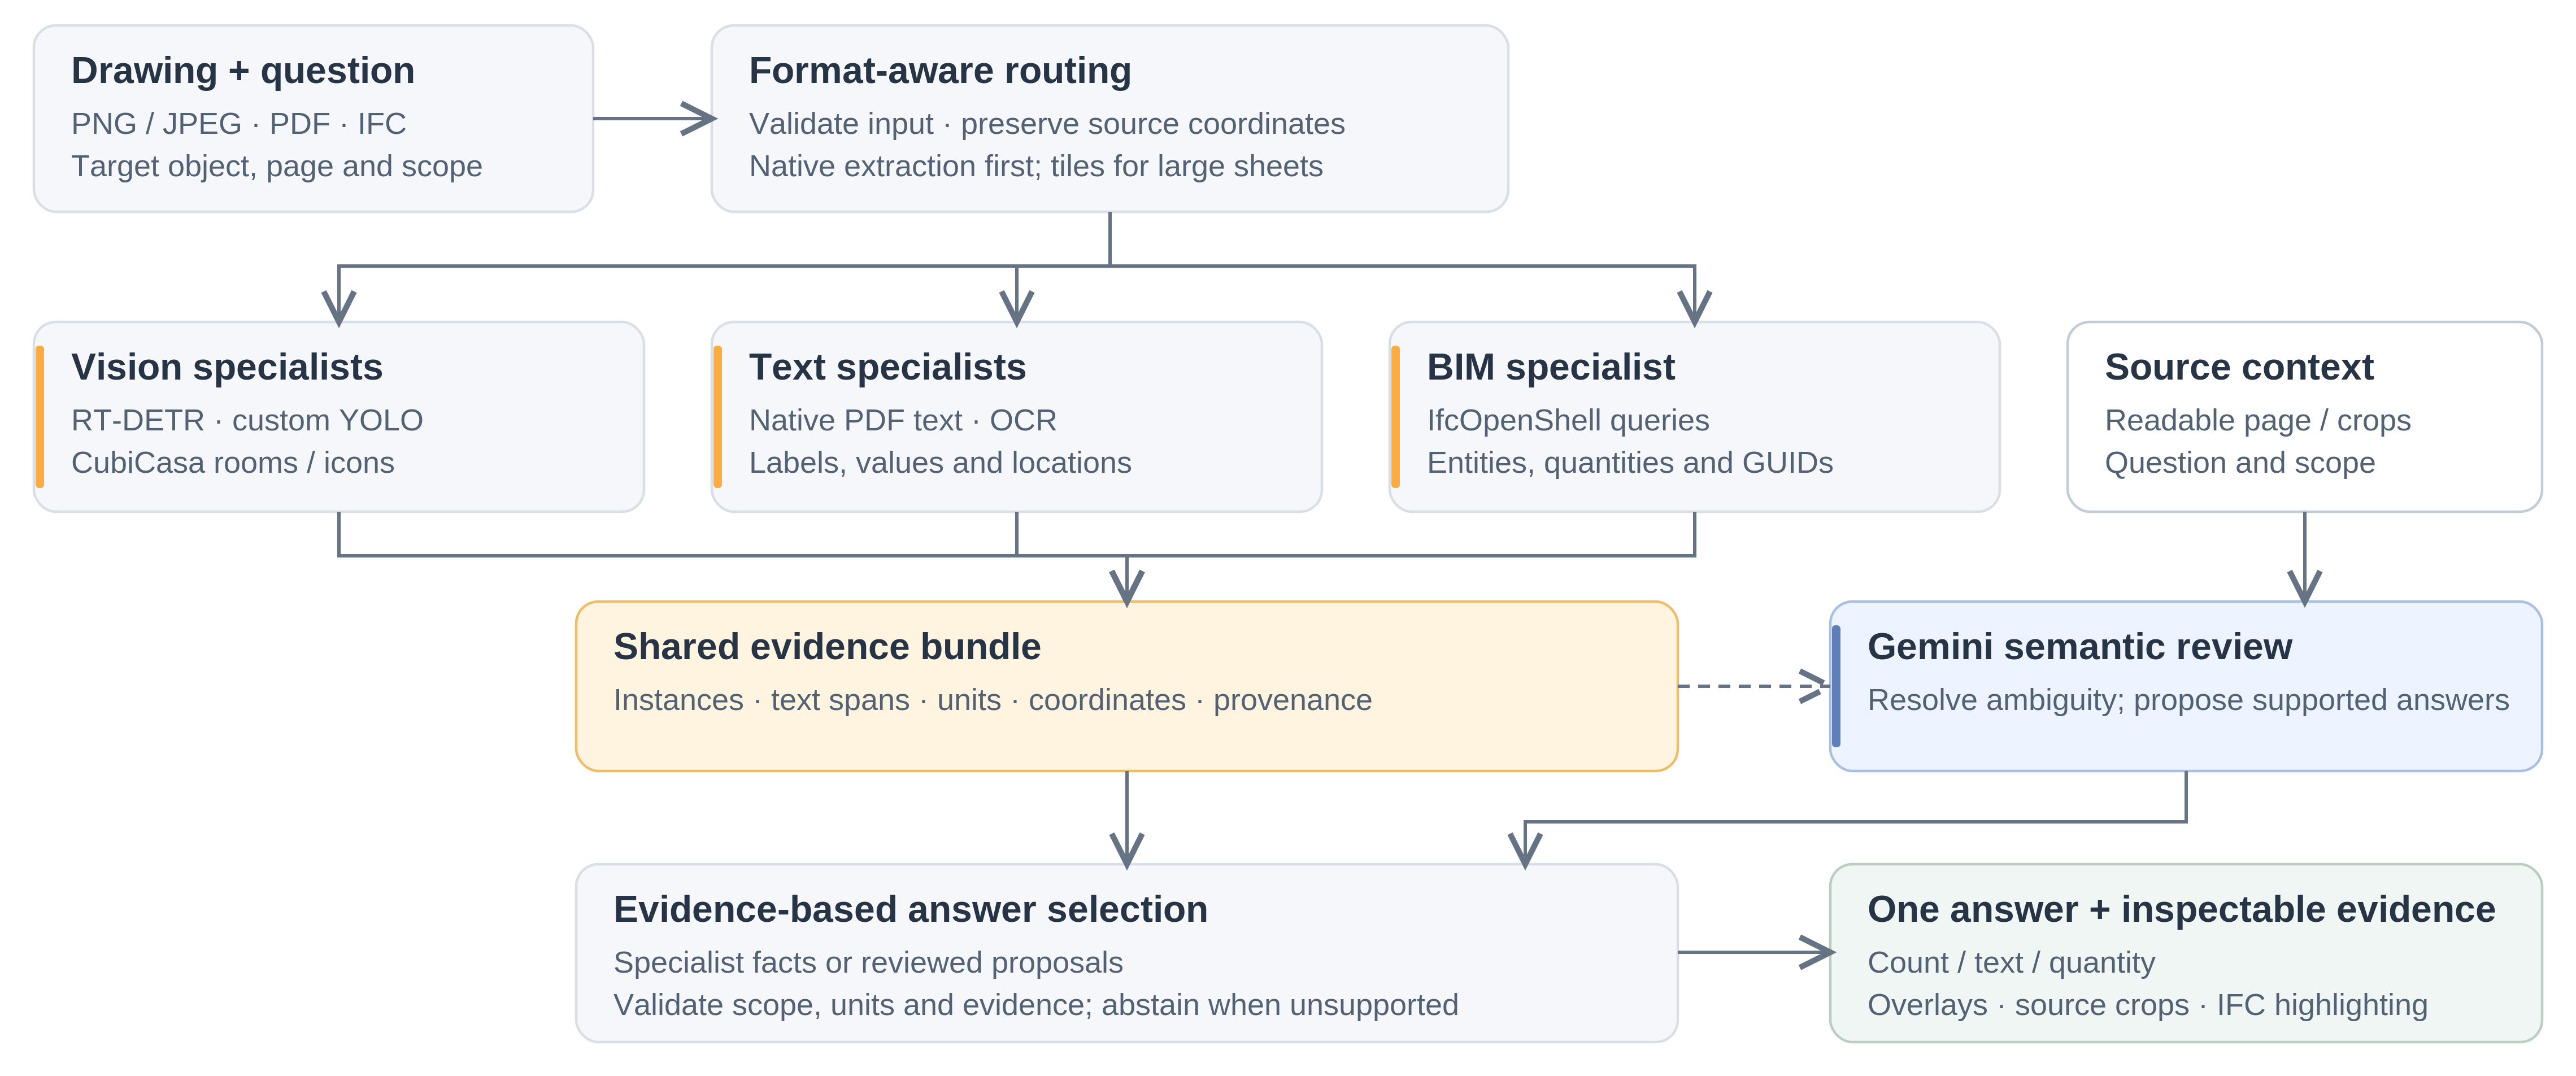 Drawing + question
PNG / JPEG · PDF · IFC
Target object, page and scope
Format-aware routing
Validate input · preserve source coordinates
Native extraction first; tiles for large sheets
Vision specialists
RT-DETR · custom YOLO
CubiCasa rooms / icons
Text specialists
Native PDF text · OCR
Labels, values and locations
BIM specialist
IfcOpenShell queries
Entities, quantities and GUIDs
Source context
Readable page / crops
Question and scope
Shared evidence bundle
Instances · text spans · units · coordinates · provenance
Gemini semantic review
Resolve ambiguity; propose supported answers
Evidence-based answer selection
Specialist facts or reviewed proposals
Validate scope, units and evidence; abstain when unsupported
One answer + inspectable evidence
Count / text / quantity
Overlays · source crops · IFC highlighting